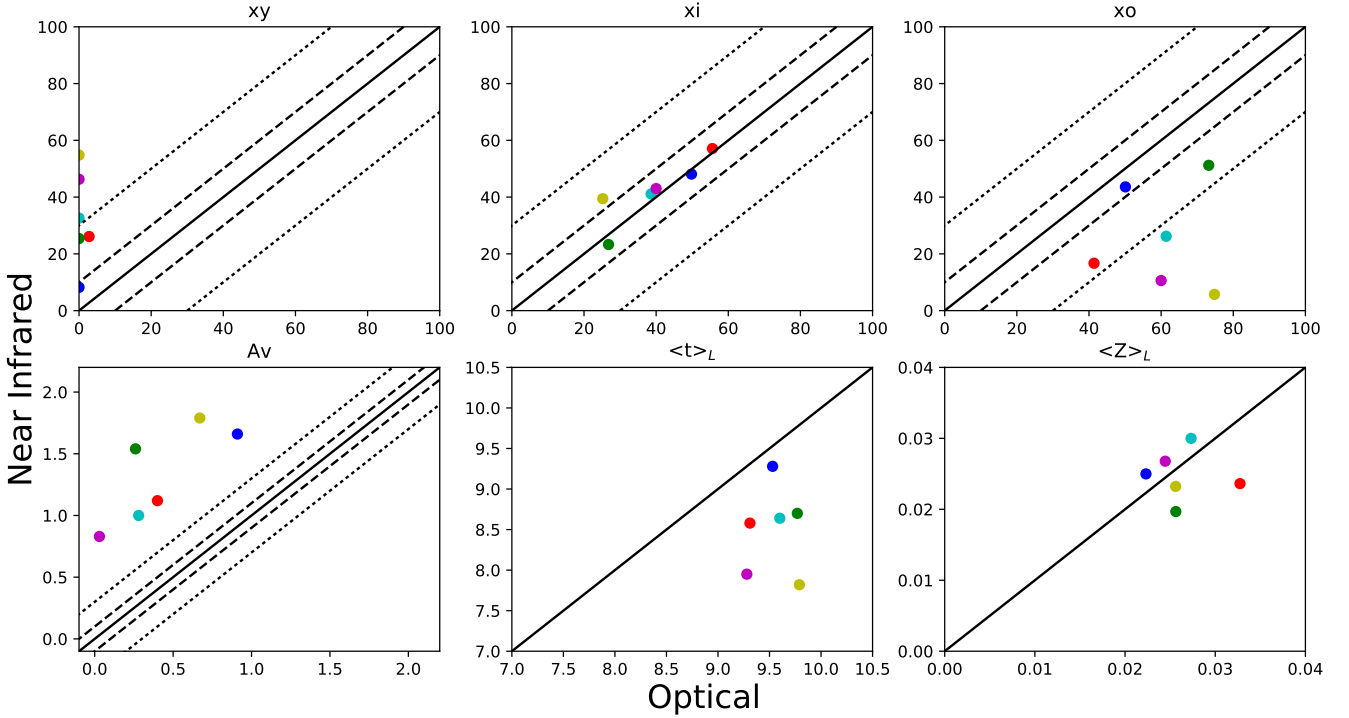 xy
xi
xo
100
80
60
40
20
0
0 20 40 60 80 100
100
80
60
40
20
0
0 20 40 60 80 100
100
80
60
40
20
0
0 20 40 60 80 100
Near Infrared
Av
<t>L
<Z>L
2.0
1.5
1.0
0.5
0.0
0.0 0.5 1.0 1.5 2.0
10.5
10.0
9.5
9.0
8.5
8.0
7.5
7.0
7.0 7.5 8.0 8.5 9.0 9.5 10.0 10.5
0.04
0.03
0.02
0.01
0.00
0.00 0.01 0.02 0.03 0.04
Optical